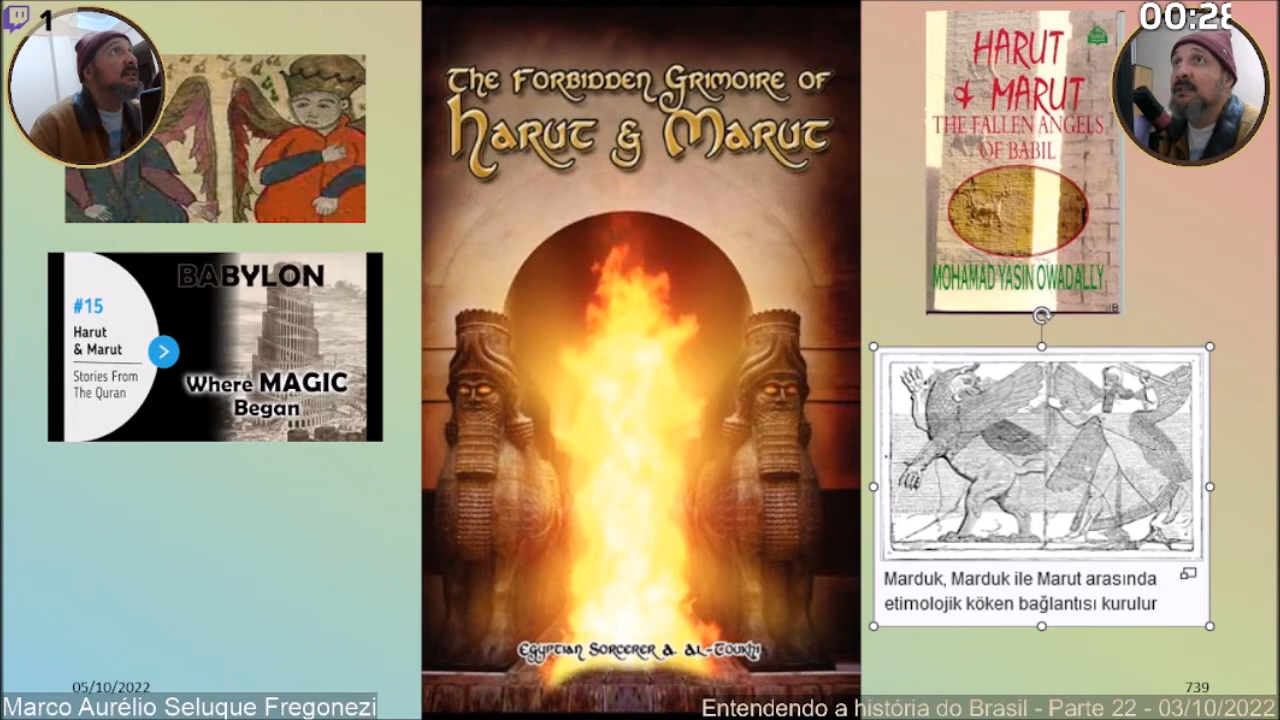 1
BABYLON
#15
Harut
& Marut
Stories From
The Quran
Where MAGIC
Began
05/10/2022
Marco Aurélio Seluque Fregonezi
The Forbidden Grimoire of
Harut & Marut
Egyptian Sorcerer A. Al-Toukhi
00:28
HARUT
& MARUT
THE FALLEN ANGELS
OF BABIL
MOHAMAD YASIN OWADALLY
Marduk, Marduk ile Marut arasında
etimolojik köken bağlantısı kurulur
739
Entendendo a história do Brasil - Parte 22 - 03/10/2022